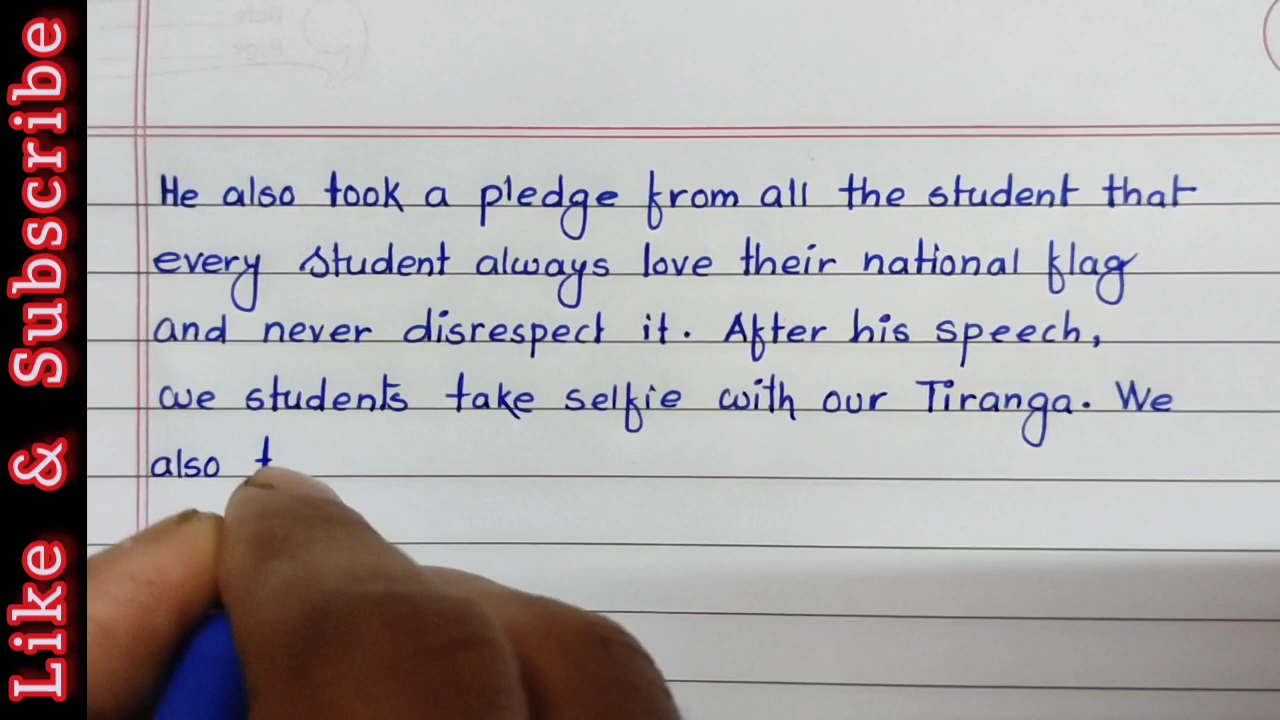 Like & Subscribe
He also took a pledge from all the student that
every student always love their national flag
and never disrespect it. After his speech,
we students take selfie with our Tiranga. We
also t